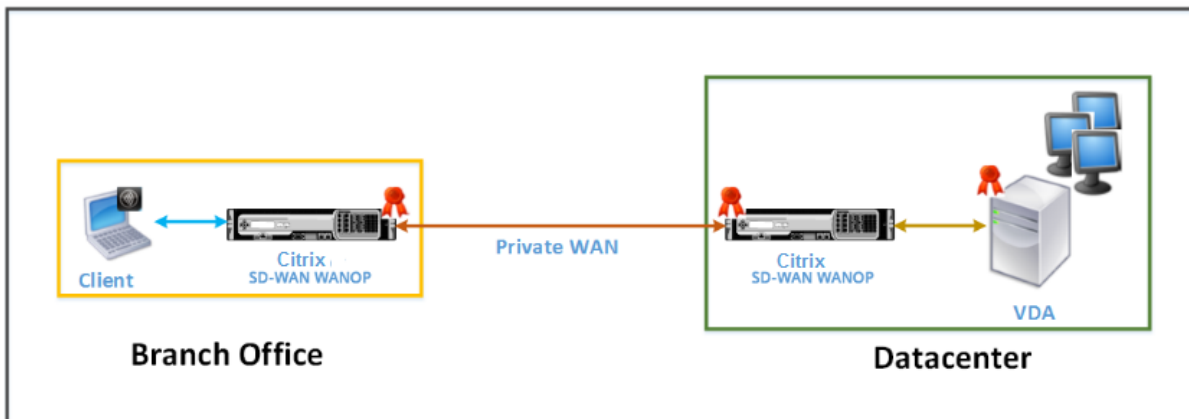 Client
Citrix
SD-WAN WANOP
Private WAN
Citrix
SD-WAN WANOP
VDA
Branch Office
Datacenter